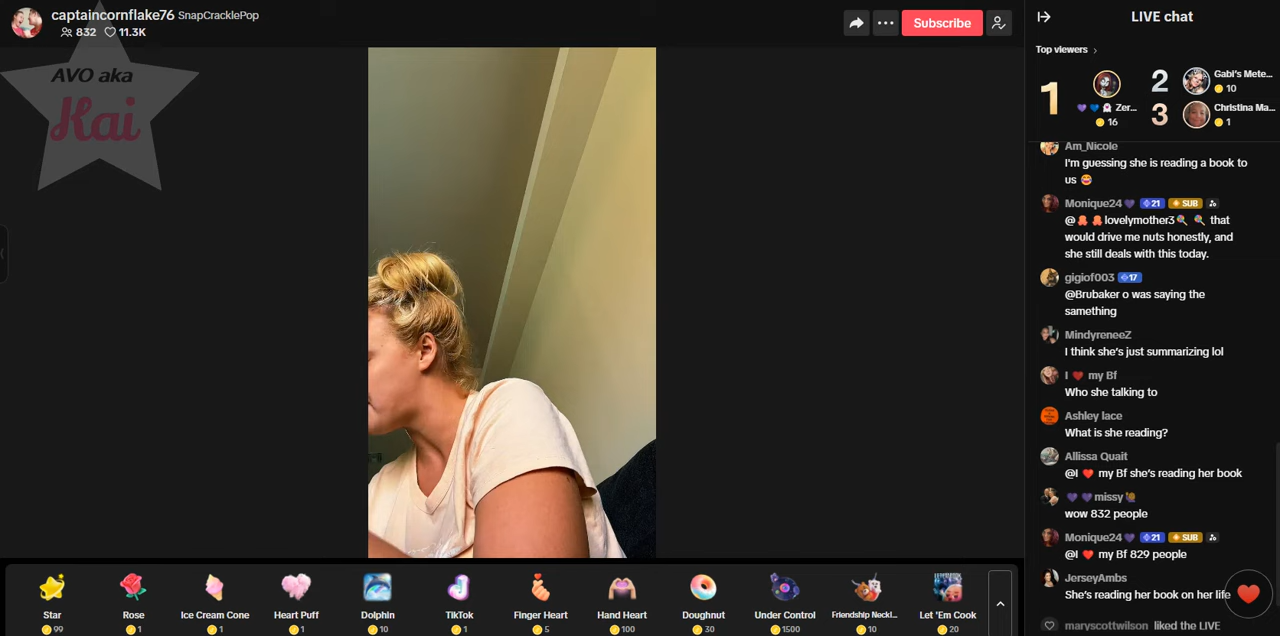 captaincornflake76 SnapCracklePop
832 11.3K
Subscribe
AVO aka
Kai
LIVE chat
Top viewers
1
Zer...
16
2
Gabi's Mete...
10
3
Christina Ma...
1
Am_Nicole
I'm guessing she is reading a book to
us
Monique24 21 SUB
@lovelymother3 that
would drive me nuts honestly, and
she still deals with this today.
gigiof003 17
@Brubaker o was saying the
samething
MindyreneeZ
I think she's just summarizing lol
I ❤️ my Bf
Who she talking to
Ashley lace
What is she reading?
Allissa Quait
@I ❤️ my Bf she's reading her book
missy
wow 832 people
Monique24 21 SUB
@I ❤️ my Bf 829 people
JerseyAmbs
She's reading her book on her life
maryscottwilson liked the LIVE
Star
99
Rose
1
Ice Cream Cone
1
Heart Puff
1
Dolphin
10
TikTok
1
Finger Heart
5
Hand Heart
100
Doughnut
30
Under Control
1500
Friendship Neckl...
10
Let 'Em Cook
20